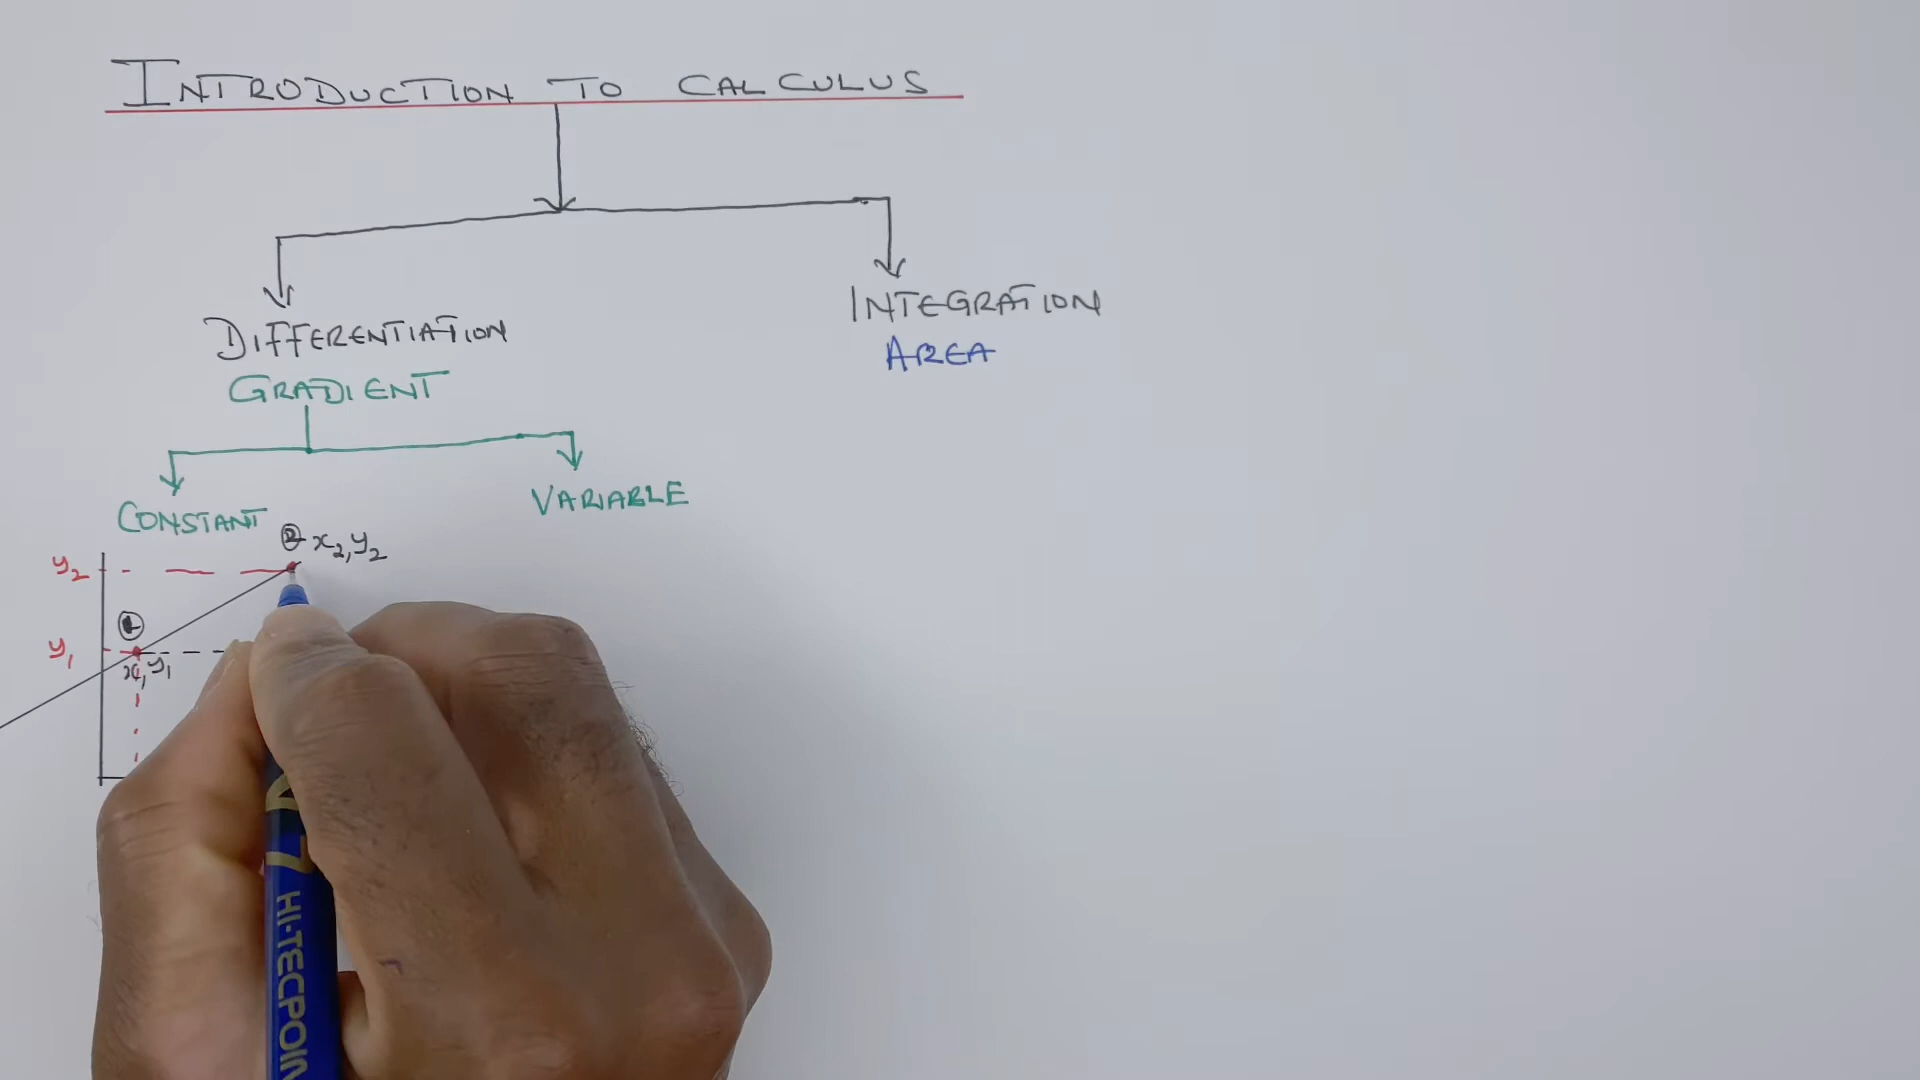 INTRODUCTION TO CALCULUS
DIFFERENTIATION
INTEGRATION
GRADIENT
AREA
CONSTANT
VARIABLE
② x₂,y₂
y₂
①
y₁
x₁,y₁
V7 HI-TECPOIN